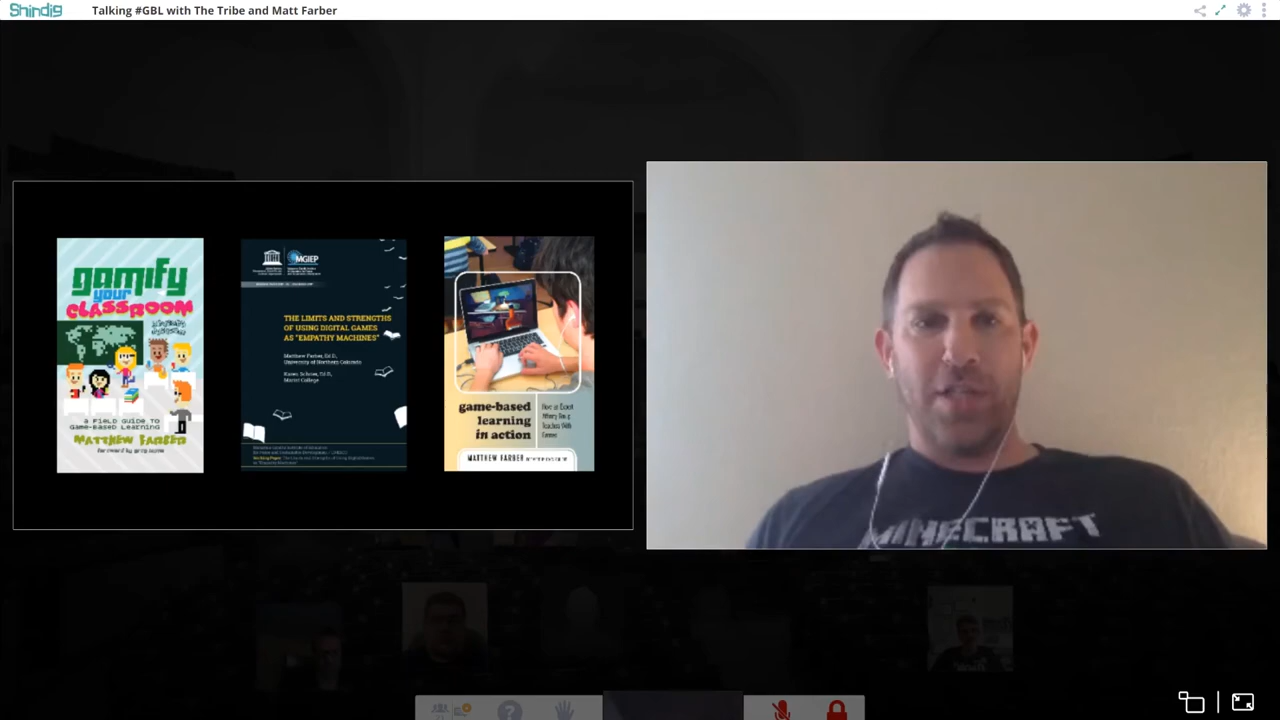 Shindig
Talking #GBL with The Tribe and Matt Farber
gamify
your
CLASSROOM
a FIELD GUIDE TO
GAME-BASED LEARNING
MATTHEW FARBER
MGIEP
THE LIMITS AND STRENGTHS
OF USING DIGITAL GAMES
AS "EMPATHY MACHINES"
Matthew Farber, Ed.D.,
University of Northern Colorado
Karen Schrier, Ed.D.,
Marist College
game-based
learning
in action
MATTHEW FARBER
MINECRAFT